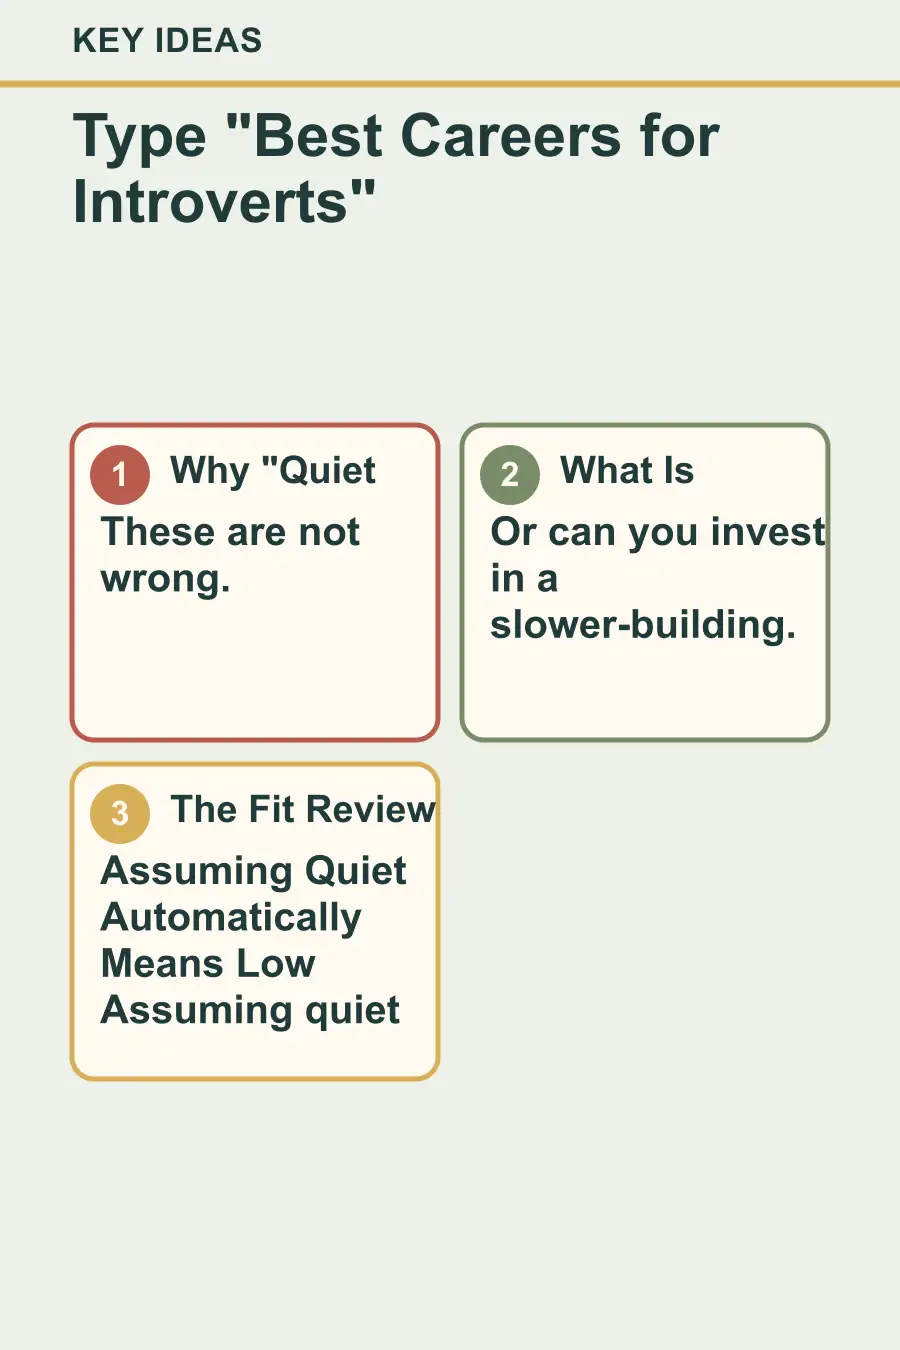 KEY IDEAS
Type "Best Careers for
Introverts"
1
Why "Quiet
These are not
wrong.
2
What Is
Or can you invest
in a
slower-building.
3
The Fit Review
Assuming Quiet
Automatically
Means Low
Assuming quiet